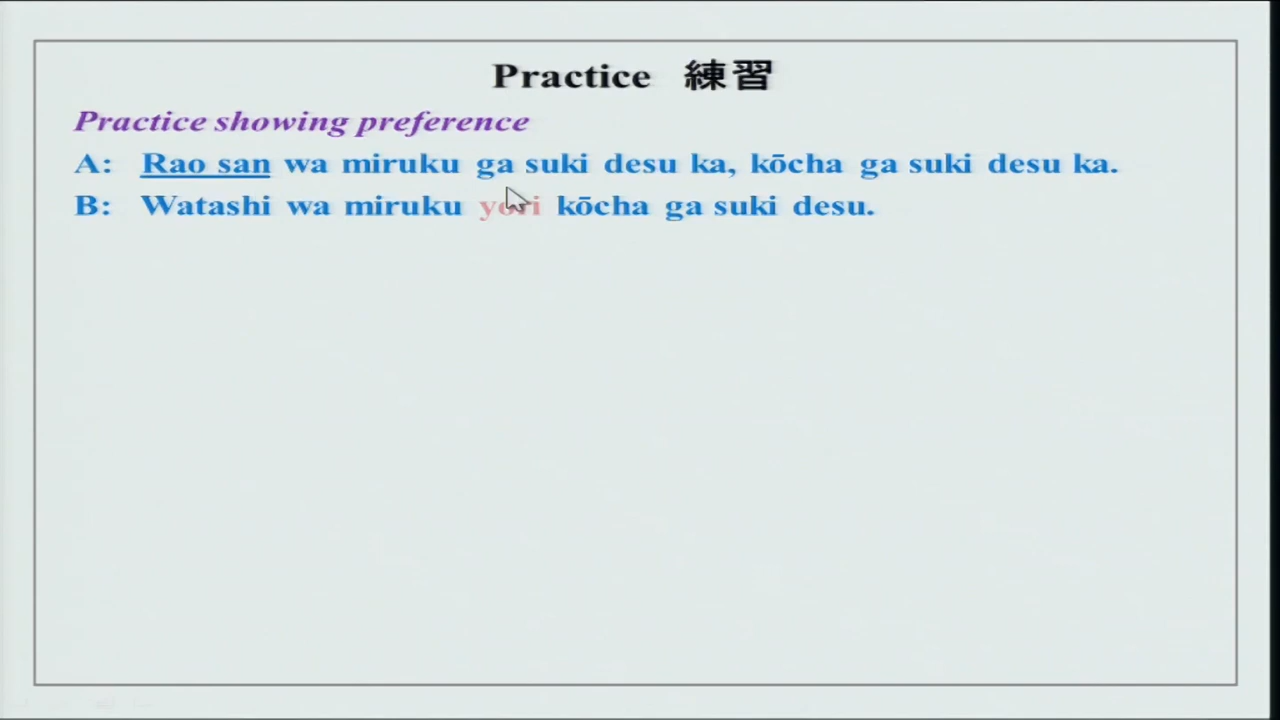 Practice 練習
Practice showing preference
A: Rao san wa miruku ga suki desu ka, kōcha ga suki desu ka.
B: Watashi wa miruku yori kōcha ga suki desu.